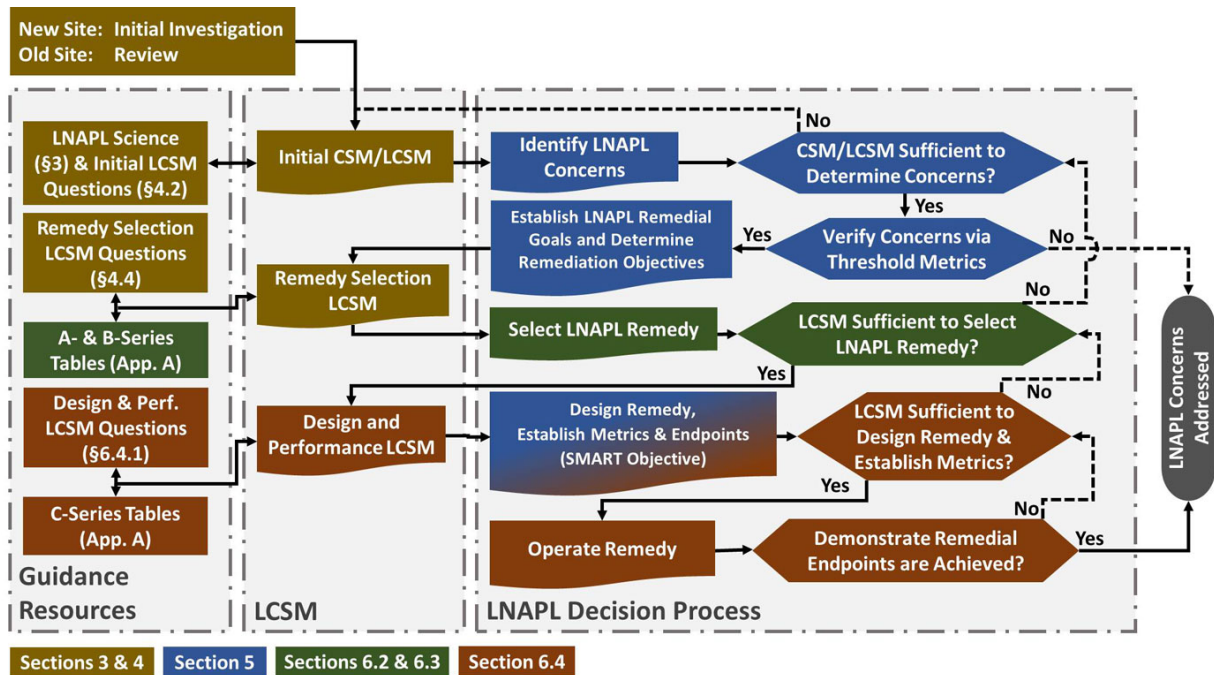 New Site: Initial Investigation
Old Site: Review
LNAPL Science
(§3) & Initial LCSM
Questions (§4.2)
Initial CSM/LCSM
Identify LNAPL
Concerns
No
CSM/LCSM Sufficient to
Determine Concerns?
Yes
Remedy Selection
LCSM Questions
(§4.4)
Remedy Selection
LCSM
Establish LNAPL Remedial
Goals and Determine
Remediation Objectives
Yes
Verify Concerns via
Threshold Metrics
No
A- & B-Series
Tables (App. A)
Select LNAPL Remedy
LCSM Sufficient to Select
LNAPL Remedy?
No
Yes
Design & Perf.
LCSM Questions
(§6.4.1)
Design and
Performance LCSM
Design Remedy,
Establish Metrics & Endpoints
(SMART Objective)
LCSM Sufficient to
Design Remedy &
Establish Metrics?
No
Yes
C-Series Tables
(App. A)
Operate Remedy
Demonstrate Remedial
Endpoints are Achieved?
No
Yes
LNAPL Concerns
Addressed
Guidance
Resources
LCSM
LNAPL Decision Process
Sections 3 & 4
Section 5
Sections 6.2 & 6.3
Section 6.4